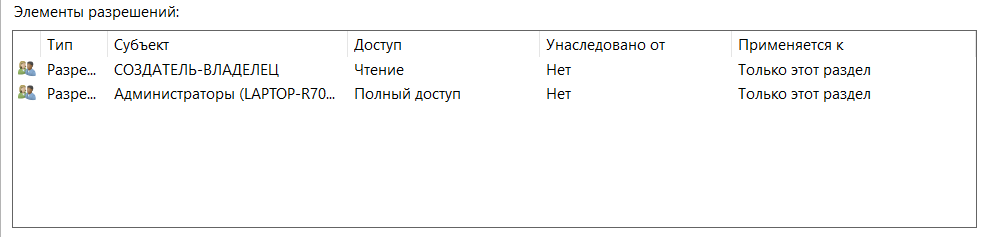 Элементы разрешений:
Тип Субъект Доступ Унаследовано от Применяется к
Разре... СОЗДАТЕЛЬ-ВЛАДЕЛЕЦ Чтение Нет Только этот раздел
Разре... Администраторы (LAPTOP-R70... Полный доступ Нет Только этот раздел